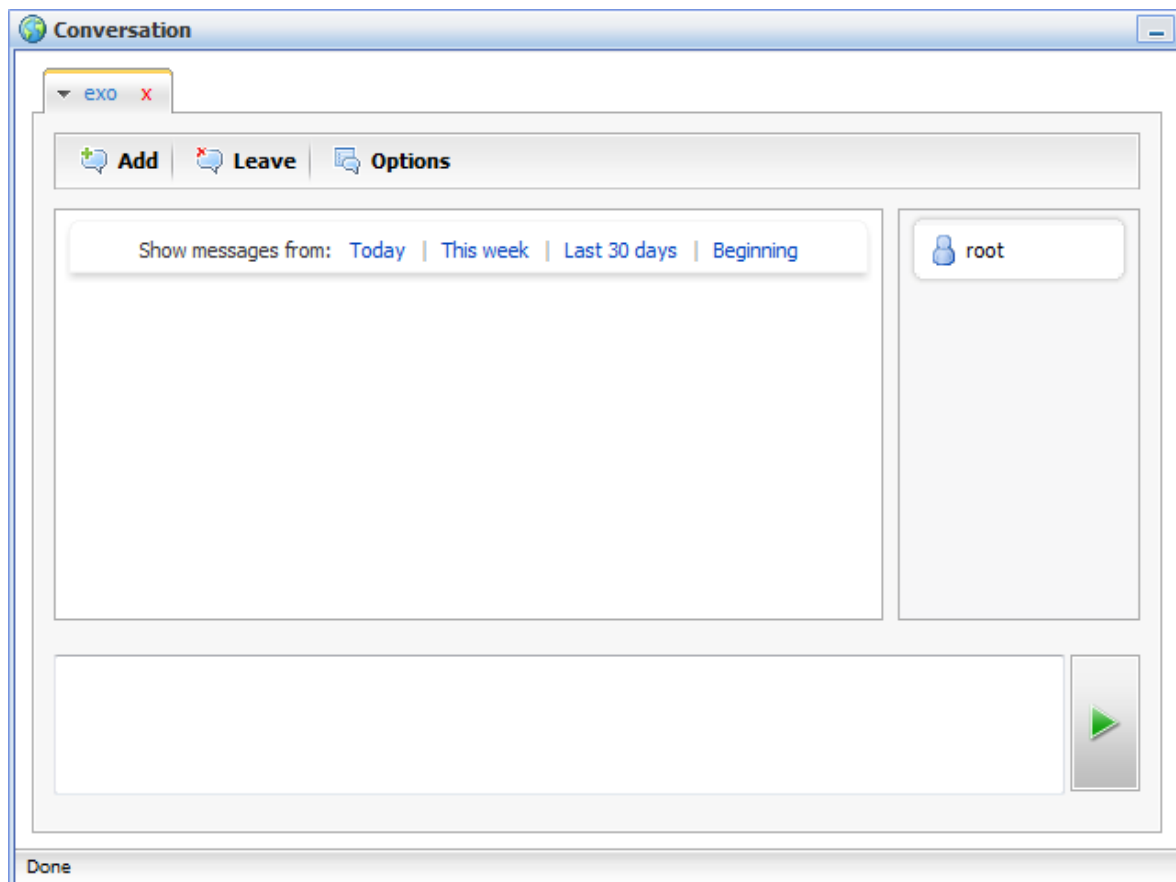 Conversation
exo x
Add Leave Options
Show messages from: Today | This week | Last 30 days | Beginning
root
Done